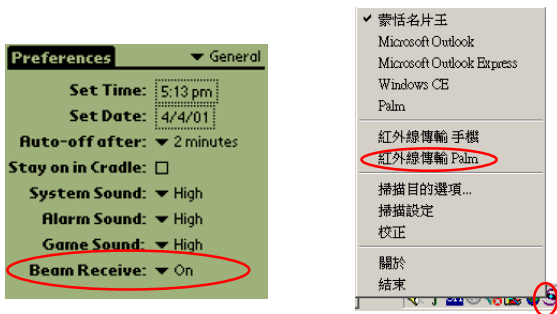 Preferences General
Set Time: 5:13 pm
Set Date: 4/4/01
Auto-off after: 2 minutes
Stay on in Cradle:
System Sound: High
Alarm Sound: High
Game Sound: High
Beam Receive: On
蒙恬名片王
Microsoft Outlook
Microsoft Outlook Express
Windows CE
Palm
紅外線傳輸 手機
紅外線傳輸 Palm
掃描目的選項...
掃描設定
校正
關於
結束